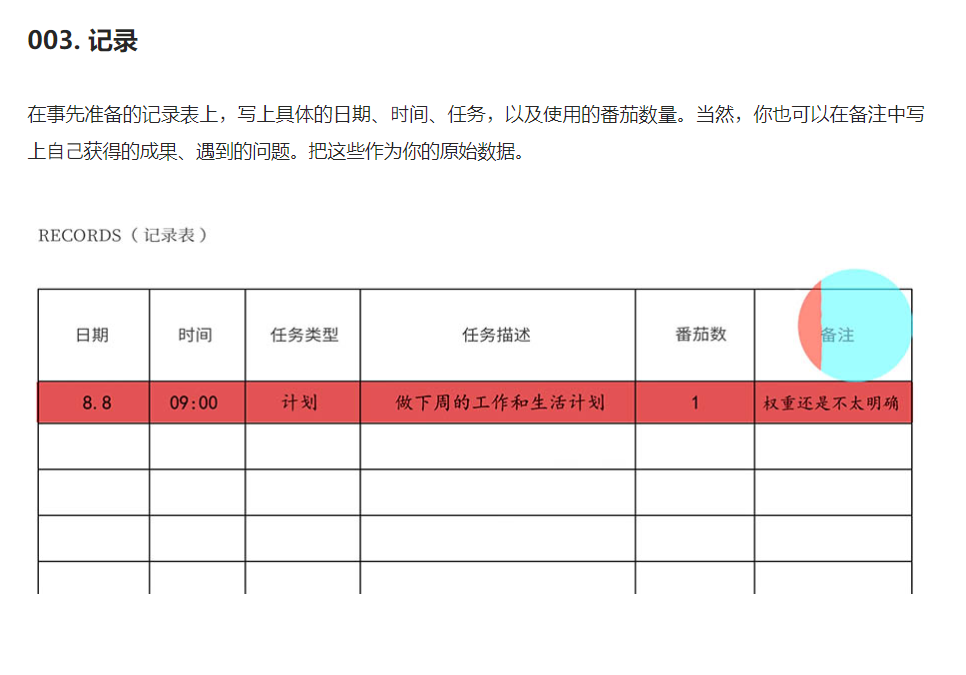 003. 记录
在事先准备的记录表上，写上具体的日期、时间、任务，以及使用的番茄数量。当然，你也可以在备注中写
上自己获得的成果、遇到的问题。把这些作为你的原始数据。
RECORDS（记录表）
日期 时间 任务类型 任务描述 番茄数 备注
8.8 09:00 计划 做下周的工作和生活计划 1 权重还是不太明确